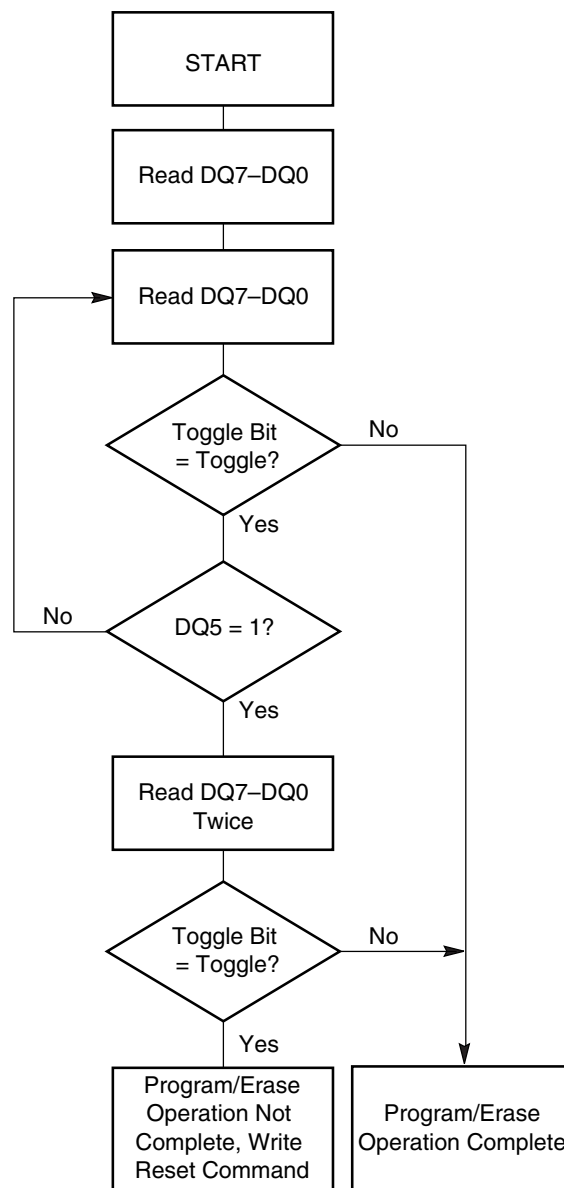 START
Read DQ7–DQ0
Read DQ7–DQ0
Toggle Bit
= Toggle?
No
Yes
DQ5 = 1?
No
Yes
Read DQ7–DQ0
Twice
Toggle Bit
= Toggle?
No
Yes
Program/Erase
Operation Not
Complete, Write
Reset Command
Program/Erase
Operation Complete